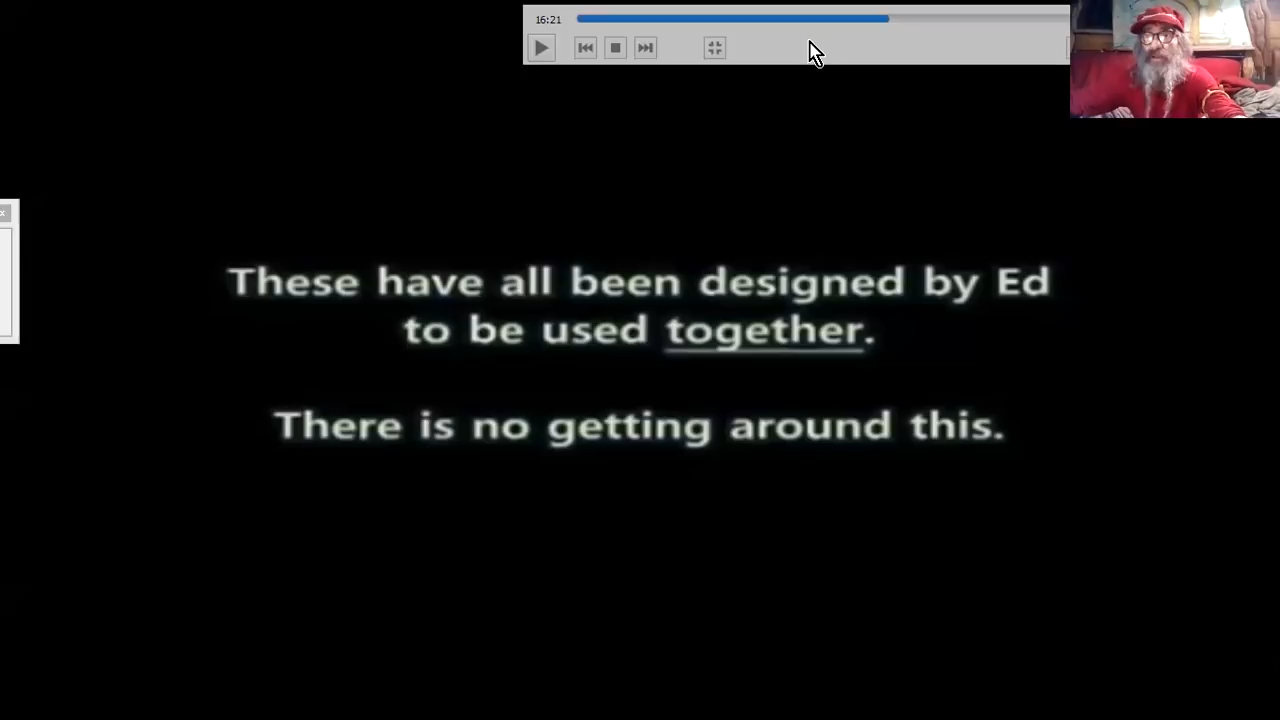 16:21
These have all been designed by Ed
to be used together.
There is no getting around this.